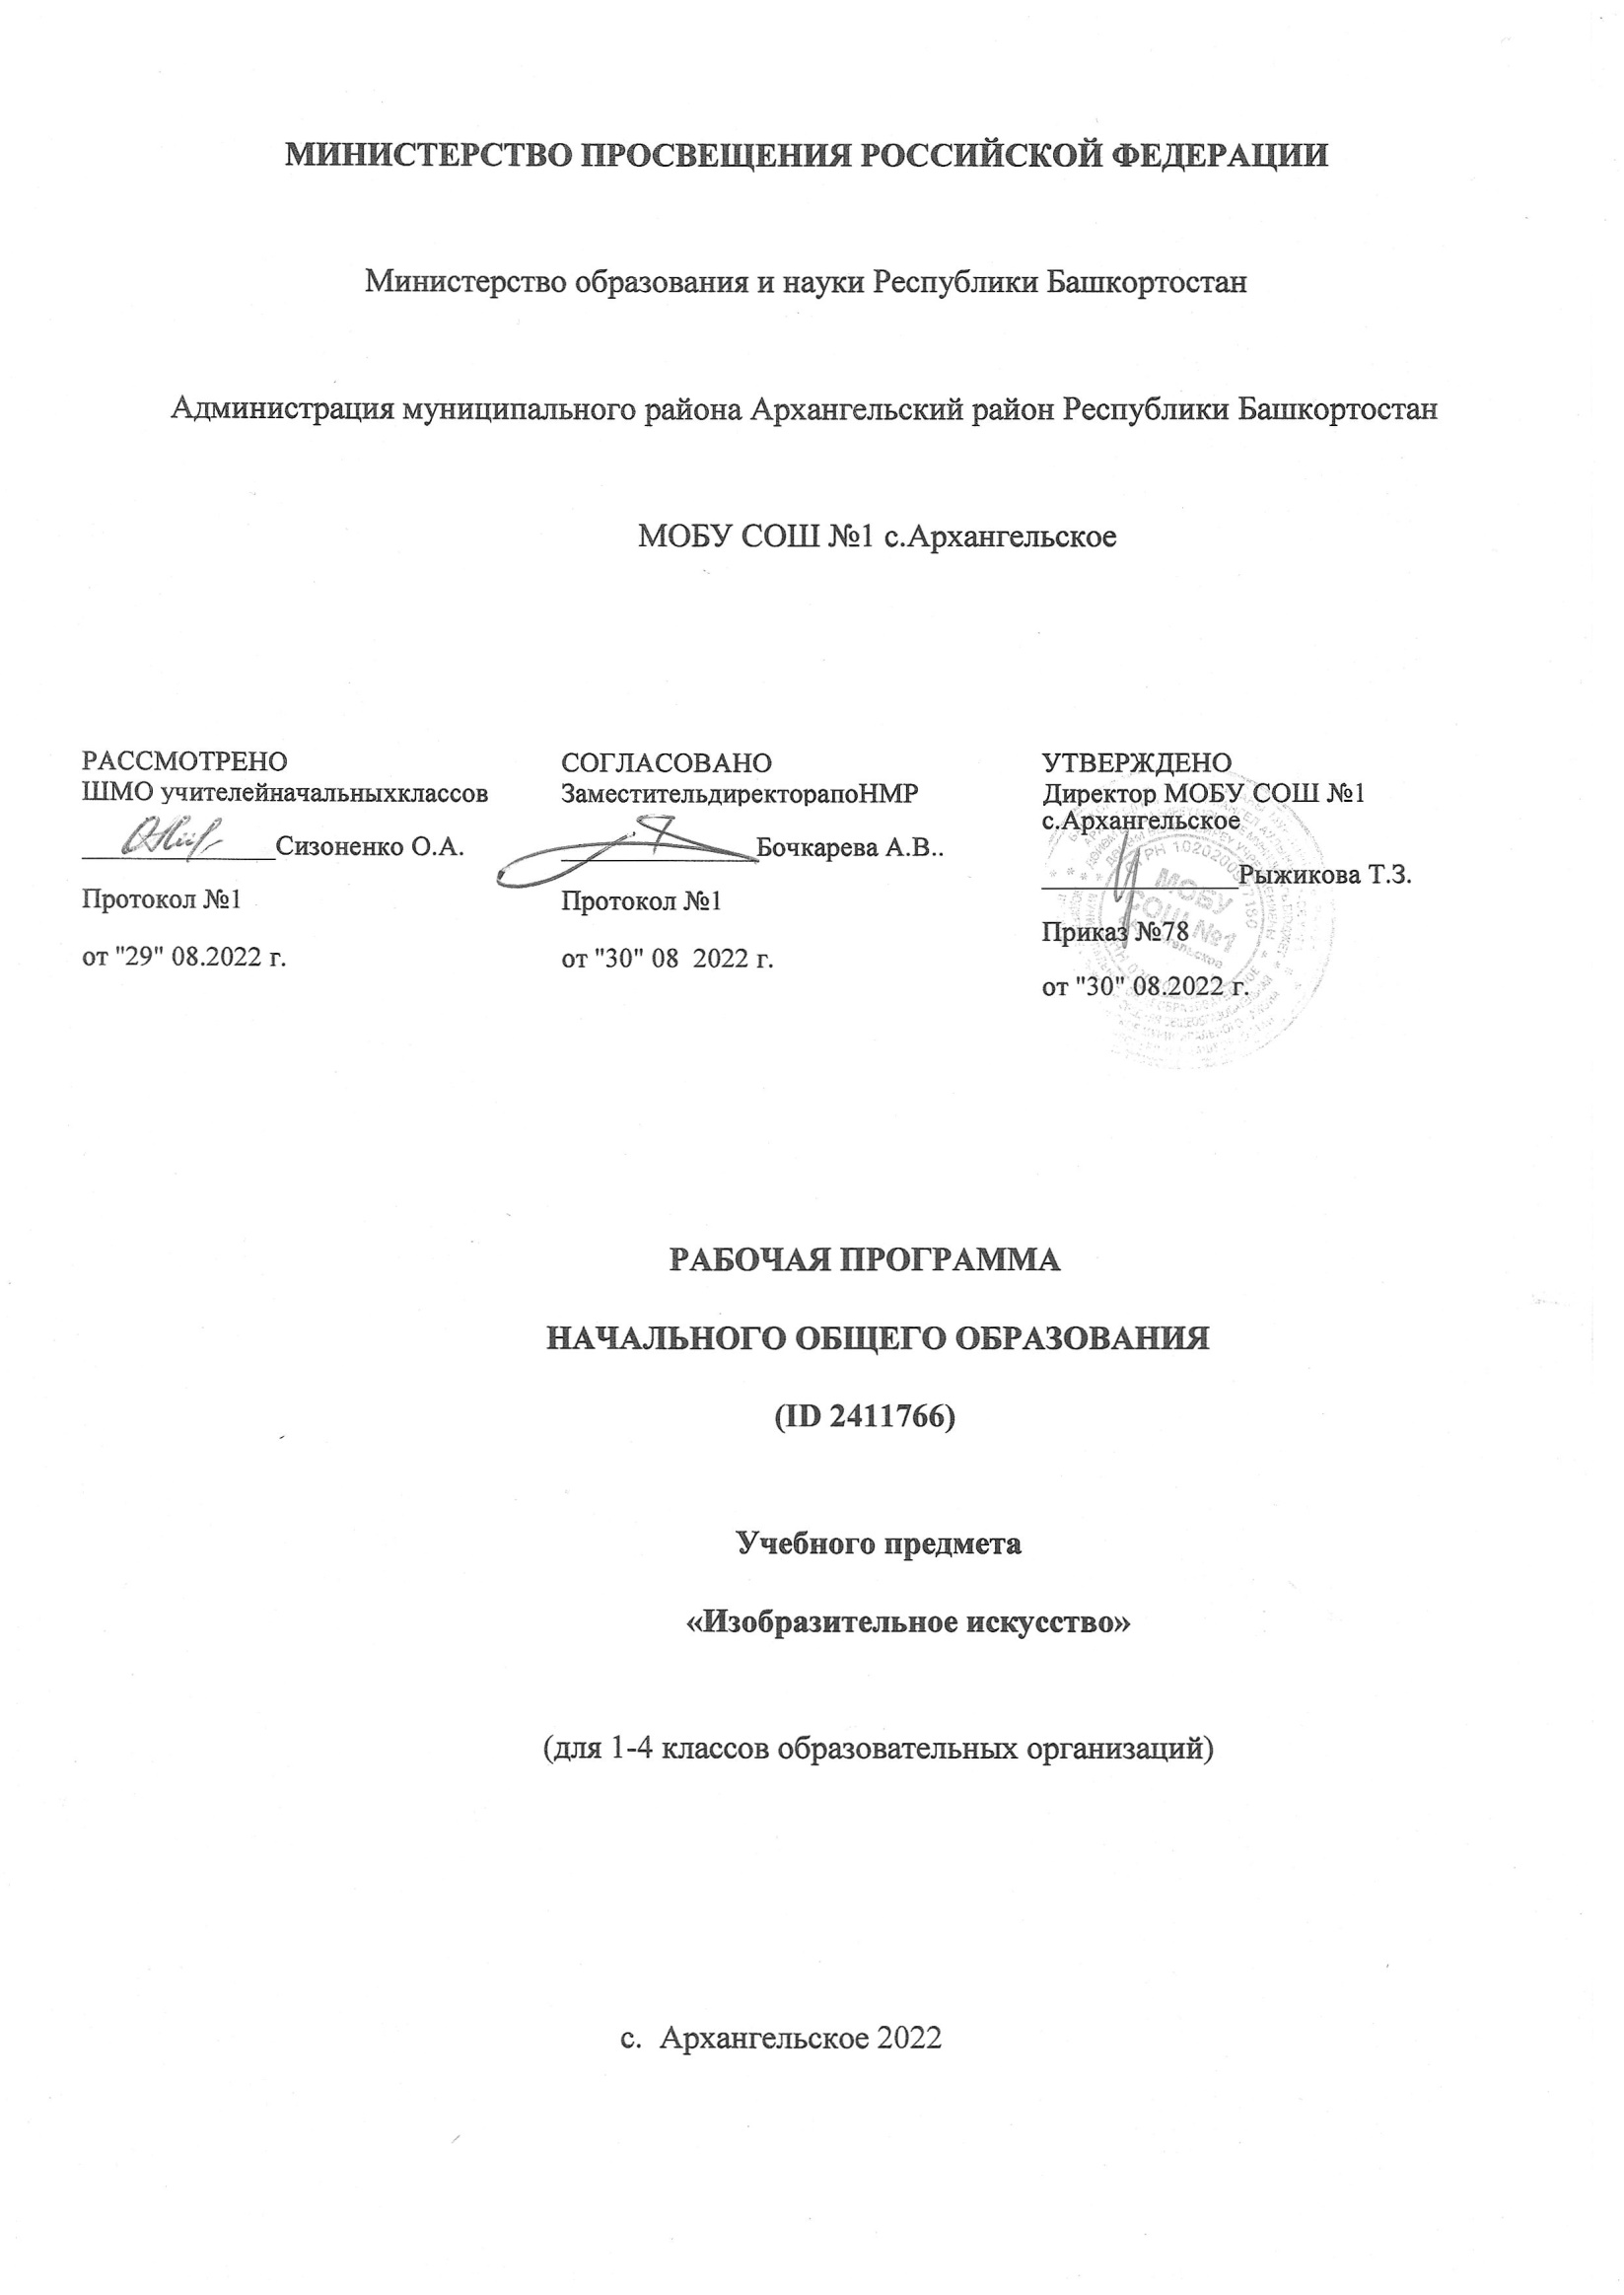 МИНИСТЕРСТВО ПРОСВЕЩЕНИЯ РОССИЙСКОЙ ФЕДЕРАЦИИ
Министерство образования и науки Республики Башкортостан
Администрация муниципального района Архангельский район Республики Башкортостан
МОБУ СОШ №1 с.Архангельское
РАССМОТРЕНО
ШМО учителейначальныхклассов
Сизоненко О.А.
Протокол №1
от "29" 08.2022 г.
СОГЛАСОВАНО
ЗаместительдиректорапоНМР
Бочкарева А.В..
Протокол №1
от "30" 08 2022 г.
УТВЕРЖДЕНО
Директор МОБУ СОШ №1
с.Архангельское
Рыжикова Т.З.
Приказ №78
от "30" 08.2022 г.
МОБУ
СОШ №1
РАБОЧАЯ ПРОГРАММА
НАЧАЛЬНОГО ОБЩЕГО ОБРАЗОВАНИЯ
(ID 2411766)
Учебного предмета
«Изобразительное искусство»
(для 1-4 классов образовательных организаций)
с. Архангельское 2022